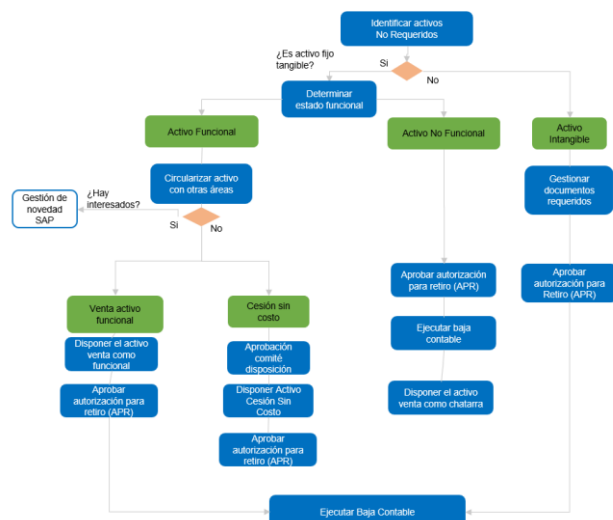 Identificar activos
No Requeridos
¿Es activo fijo
tangible?
Si
No
Determinar
estado funcional
Activo Funcional
Activo No Funcional
Activo
Intangible
Circularizar activo
con otras áreas
Gestionar
documentos
requeridos
Gestión de
novedad
SAP
¿Hay
interesados?
Si
No
Aprobar autorización
para retiro (APR)
Aprobar
autorización para
Retiro (APR)
Venta activo
funcional
Cesión sin
costo
Ejecutar baja
contable
Disponer el activo
venta como
funcional
Aprobación
comité
disposición
Aprobar
autorización para
retiro (APR)
Disponer Activo
Cesión Sin
Costo
Disponer el activo
venta como chatarra
Aprobar
autorización para
retiro (APR)
Ejecutar Baja Contable